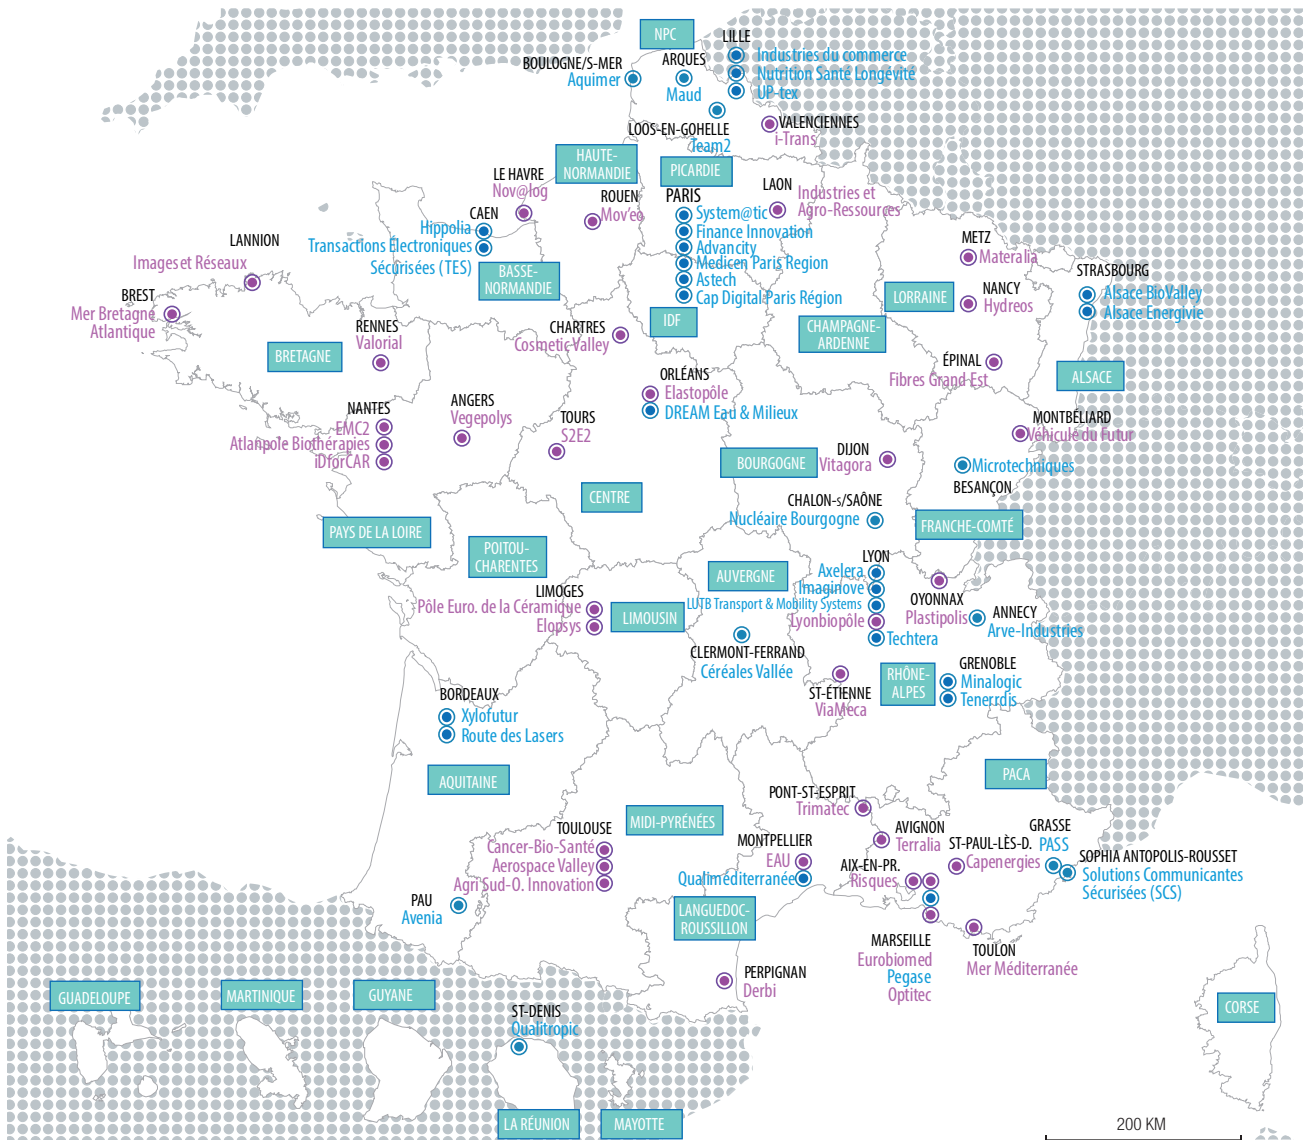 NPC
LILLE
Industries du commerce
Nutrition Santé Longévité
UP-tex
BOULOGNE/S-MER
Aquimer
ARQUES
Maud
LOOS-EN-GOHELLE
Team2
VALENCIENNES
i-Trans
HAUTE-
NORMANDIE
PICARDIE
LE HAVRE
Nov@log
ROUEN
Mov'eo
LAON
Industries et
Agro-Ressources
PARIS
System@tic
Finance Innovation
Advancity
Medicen Paris Region
Astech
Cap Digital Paris Région
IDF
CAEN
Hippolia
Transactions Électroniques
Sécurisées (TES)
BASSE-
NORMANDIE
LANNION
Images et Réseaux
BREST
Mer Bretagne
Atlantique
RENNES
Valorial
BRETAGNE
METZ
Materalia
NANCY
Hydreos
LORRAINE
STRASBOURG
Alsace BioValley
Alsace Energivie
CHAMPAGNE-
ARDENNE
ÉPINAL
Fibres Grand Est
ALSACE
CHARTRES
Cosmetic Valley
ORLÉANS
Elastopôle
DREAM Eau & Milieux
NANTES
EMC2
Atlanpole Biothérapies
iDforCAR
ANGERS
Vegepolys
TOURS
S2E2
MONTBÉLIARD
Véhicule du Futur
BOURGOGNE
DIJON
Vitagora
Microtechniques
BESANÇON
CENTRE
CHALON-s/SAÔNE
Nucléaire Bourgogne
FRANCHE-COMTÉ
PAYS DE LA LOIRE
POITOU-
CHARENTES
AUVERGNE
LYON
Axelera
Imaginove
LUTB Transport & Mobility Systems
Lyonbiopôle
Techtera
OYONNAX
Plastipolis
ANNECY
Arve-Industries
LIMOGES
Pôle Euro. de la Céramique
Elopsys
LIMOUSIN
CLERMONT-FERRAND
Céréales Vallée
RHÔNE-
ALPES
GRENOBLE
Minalogic
Tenerrdis
ST-ÉTIENNE
ViaMeca
BORDEAUX
Xylofutur
Route des Lasers
AQUITAINE
PACA
MIDI-PYRÉNÉES
PONT-ST-ESPRIT
Trimatec
TOULOUSE
Cancer-Bio-Santé
Aerospace Valley
Agri Sud-O. Innovation
MONTPELLIER
EAU
Qualiméditerranée
AVIGNON
Terralia
AIX-EN-PR.
Risques
ST-PAUL-LÈS-D.
Capenergies
GRASSE
PASS
SOPHIA ANTOPOLIS-ROUSSET
Solutions Communicantes
Sécurisées (SCS)
PAU
Avenia
LANGUEDOC-
ROUSSILLON
MARSEILLE
Eurobiomed
Pegase
Optitec
TOULON
Mer Méditerranée
PERPIGNAN
Derbi
GUADELOUPE
MARTINIQUE
GUYANE
ST-DENIS
Qualitropic
CORSE
LA RÉUNION
MAYOTTE
200 KM